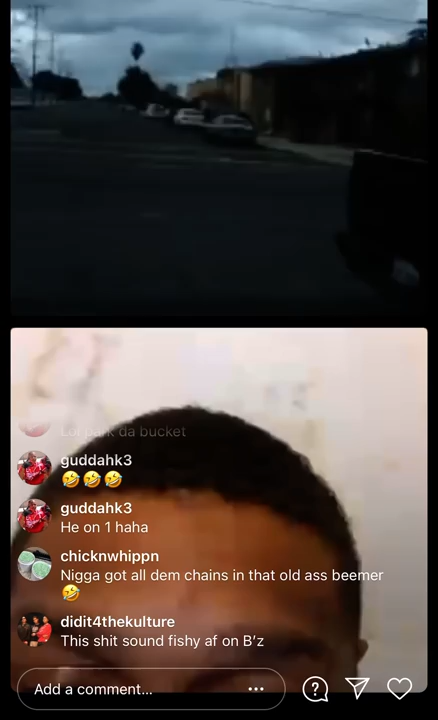 Lol park da bucket
guddahk3
🤣🤣🤣
guddahk3
He on 1 haha
chicknwhippn
Nigga got all dem chains in that old ass beemer
🤣
didit4thekulture
This shit sound fishy af on B’z
Add a comment...